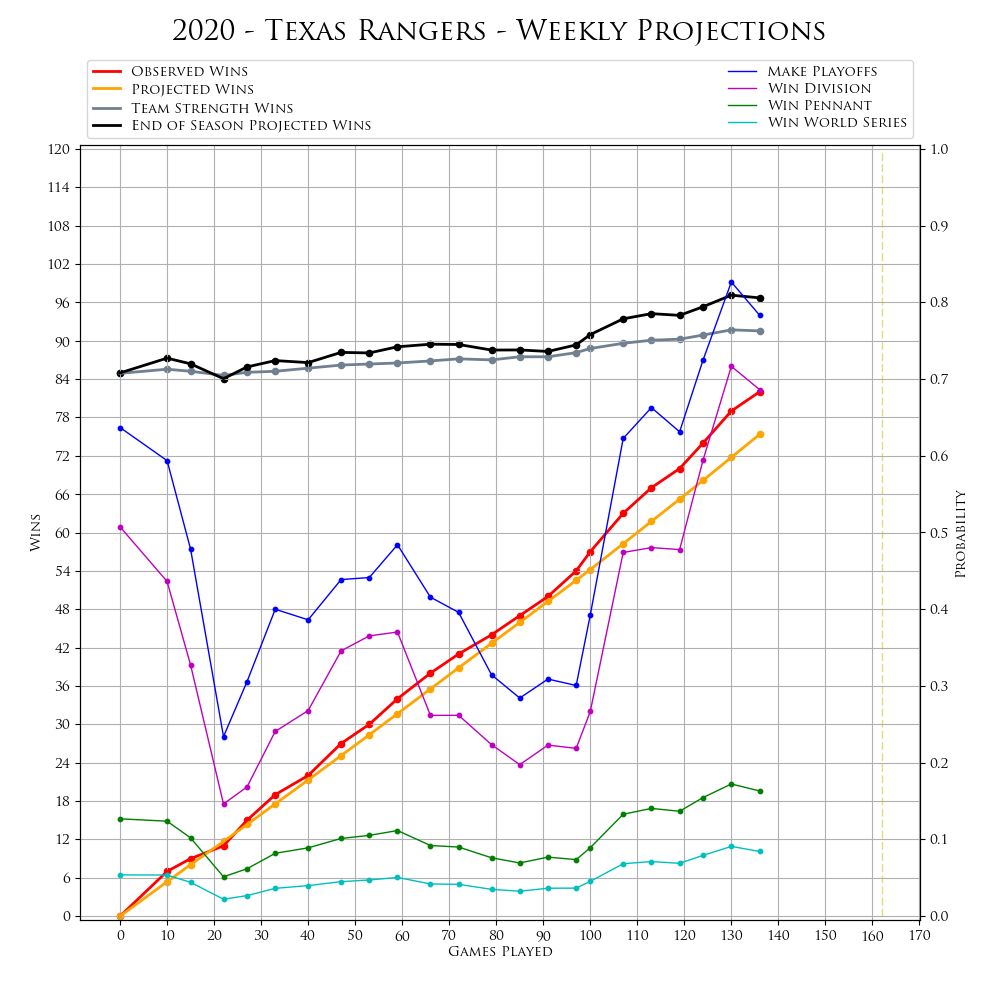 2020 - Texas Rangers - Weekly Projections
Observed Wins
Projected Wins
Team Strength Wins
End of Season Projected Wins
Make Playoffs
Win Division
Win Pennant
Win World Series
120
114
108
102
96
90
84
78
72
66
60
54
48
42
36
30
24
18
12
6
0
Wins
1.0
0.9
0.8
0.7
0.6
0.5
0.4
0.3
0.2
0.1
0.0
Probability
0 10 20 30 40 50 60 70 80 90 100 110 120 130 140 150 160 170
Games Played